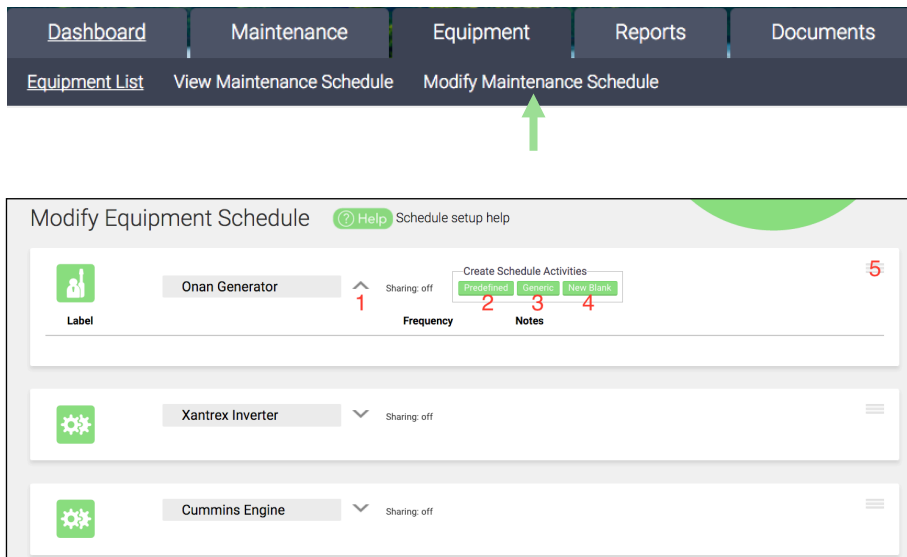 Dashboard Maintenance Equipment Reports Documents
Equipment List View Maintenance Schedule Modify Maintenance Schedule
Modify Equipment Schedule ? Help Schedule setup help
Create Schedule Activities
Onan Generator Sharing: off Predefined Generic New Blank 5
1 2 3 4
Label Frequency Notes
Xantrex Inverter Sharing: off
Cummins Engine Sharing: off